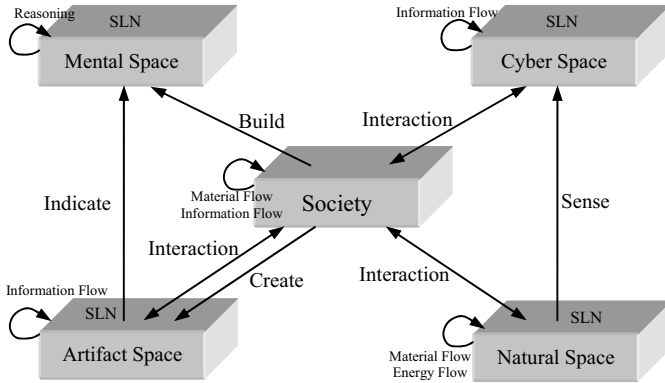 Reasoning
SLN
Mental Space
Information Flow
SLN
Cyber Space
Build
Interaction
Indicate
Material Flow
Information Flow
Society
Sense
Interaction
Create
Interaction
Information Flow
SLN
Artifact Space
SLN
Material Flow
Energy Flow
Natural Space